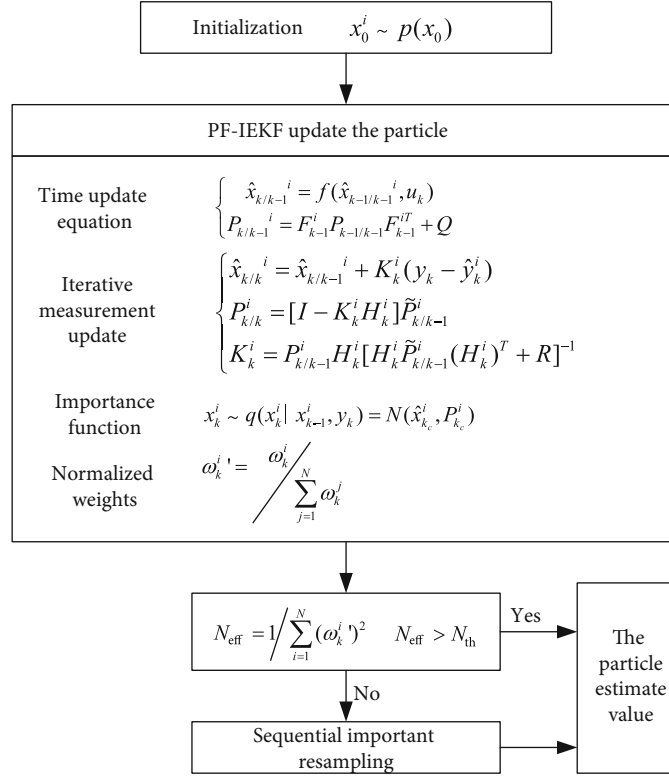 Initialization x_0^i ~ p(x_0)
PF-IEKF update the particle
Time update
equation
x̂_{k/k-1}^i = f(x̂_{k-1/k-1}^i, u_k)
P_{k/k-1}^i = F_{k-1}^i P_{k-1/k-1} F_{k-1}^{iT} + Q
Iterative
measurement
update
x̂_{k/k}^i = x̂_{k/k-1}^i + K_k^i (y_k - ŷ_k^i)
P_{k/k}^i = [I - K_k^i H_k^i] P̃_{k/k-1}^i
K_k^i = P_{k/k-1}^i H_k^i [H_k^i P̃_{k/k-1}^i (H_k^i)^T + R]^{-1}
Importance
function
x_k^i ~ q(x_k^i | x_{k-1}^i, y_k) = N(x̂_{k_c}^i, P_{k_c}^i)
Normalized
weights
ω_k^i ' = ω_k^i / ∑_{j=1}^N ω_k^j
N_eff = 1/∑_{i=1}^N (ω_k^i ')^2 N_eff > N_th
Yes
No
Sequential important
resampling
The
particle
estimate
value